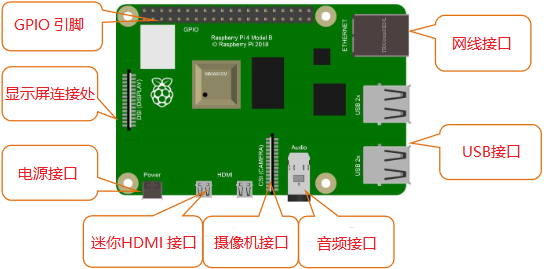 GPIO 引脚
GPIO
Raspberry Pi 4 Model B
© Raspberry Pi 2018
ETHERNET
网线接口
显示屏连接处
DSI (DISPLAY)
USB 2x
USB接口
USB 2x
电源接口
Power
HDMI
CSI (CAMERA)
Audio
迷你HDMI 接口
摄像机接口
音频接口